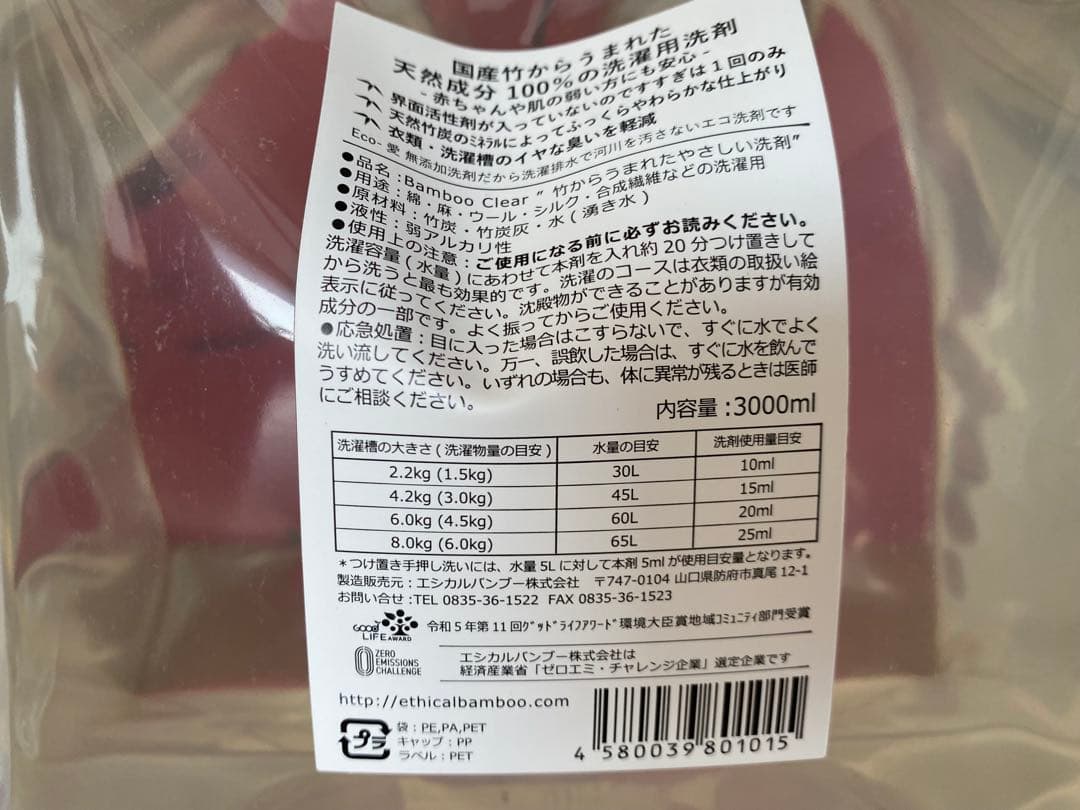 国産竹からうまれた
天然成分100%の洗濯用洗剤
- 赤ちゃんや肌の弱い方にも安心 -
界面活性剤が入っていないのですすぎは1回のみ
天然竹炭のミネラルによってふっくらやわらかな仕上がり
衣類・洗濯槽のイヤな臭いを軽減
Eco-愛 無添加洗剤だから洗濯排水で河川を汚さないエコ洗剤です
●品名:Bamboo Clear ”竹からうまれたやさしい洗剤”
●用途:綿・麻・ウール・シルク・合成繊維などの洗濯用
●原材料:竹炭・竹炭灰・水(湧き水)
●液性:弱アルカリ性
●使用上の注意:ご使用になる前に必ずお読みください。
洗濯容量(水量)にあわせて本剤を入れ約20分つけ置きして
から洗うと最も効果的です。洗濯のコースは衣類の取扱い絵
表示に従ってください。沈殿物ができることがありますが有効
成分の一部です。よく振ってからご使用ください。
●応急処置:目に入った場合はこすらないで、すぐに水でよく
洗い流してください。万一、誤飲した場合は、すぐに水を飲んで
うすめてください。いずれの場合も、体に異常が残るときは医師
にご相談ください。
内容量:3000ml
洗濯槽の大きさ(洗濯物量の目安) 水量の目安 洗剤使用量目安
2.2kg (1.5kg) 30L 10ml
4.2kg (3.0kg) 45L 15ml
6.0kg (4.5kg) 60L 20ml
8.0kg (6.0kg) 65L 25ml
*つけ置き手押し洗いには、水量5Lに対して本剤5mlが使用目安量となります。
製造販売元:エシカルバンブー株式会社 〒747-0104 山口県防府市真尾12-1
お問い合せ:TEL 0835-36-1522 FAX 0835-36-1523
GOOD LIFE AWARD 令和5年第11回グッドライフアワード環境大臣賞地域コミュニティ部門受賞
ZERO EMISSIONS CHALLENGE
エシカルバンブー株式会社は
経済産業省「ゼロエミ・チャレンジ企業」選定企業です
http://ethicalbamboo.com
プラ
袋:PE,PA,PET
キャップ:PP
ラベル:PET
4 580039 801015